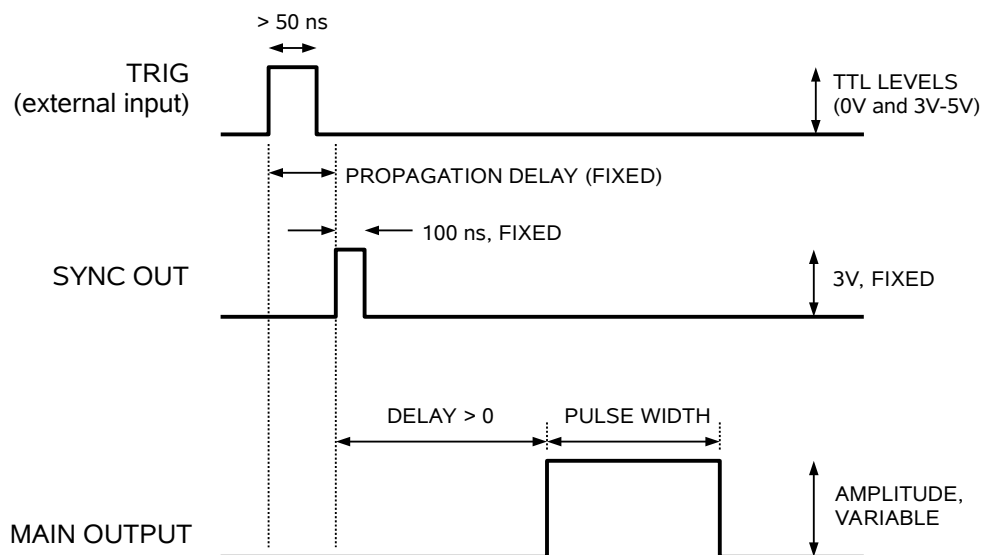 > 50 ns
TRIG
(external input)
TTL LEVELS
(0V and 3V-5V)
PROPAGATION DELAY (FIXED)
100 ns, FIXED
SYNC OUT
3V, FIXED
DELAY > 0
PULSE WIDTH
AMPLITUDE,
VARIABLE
MAIN OUTPUT